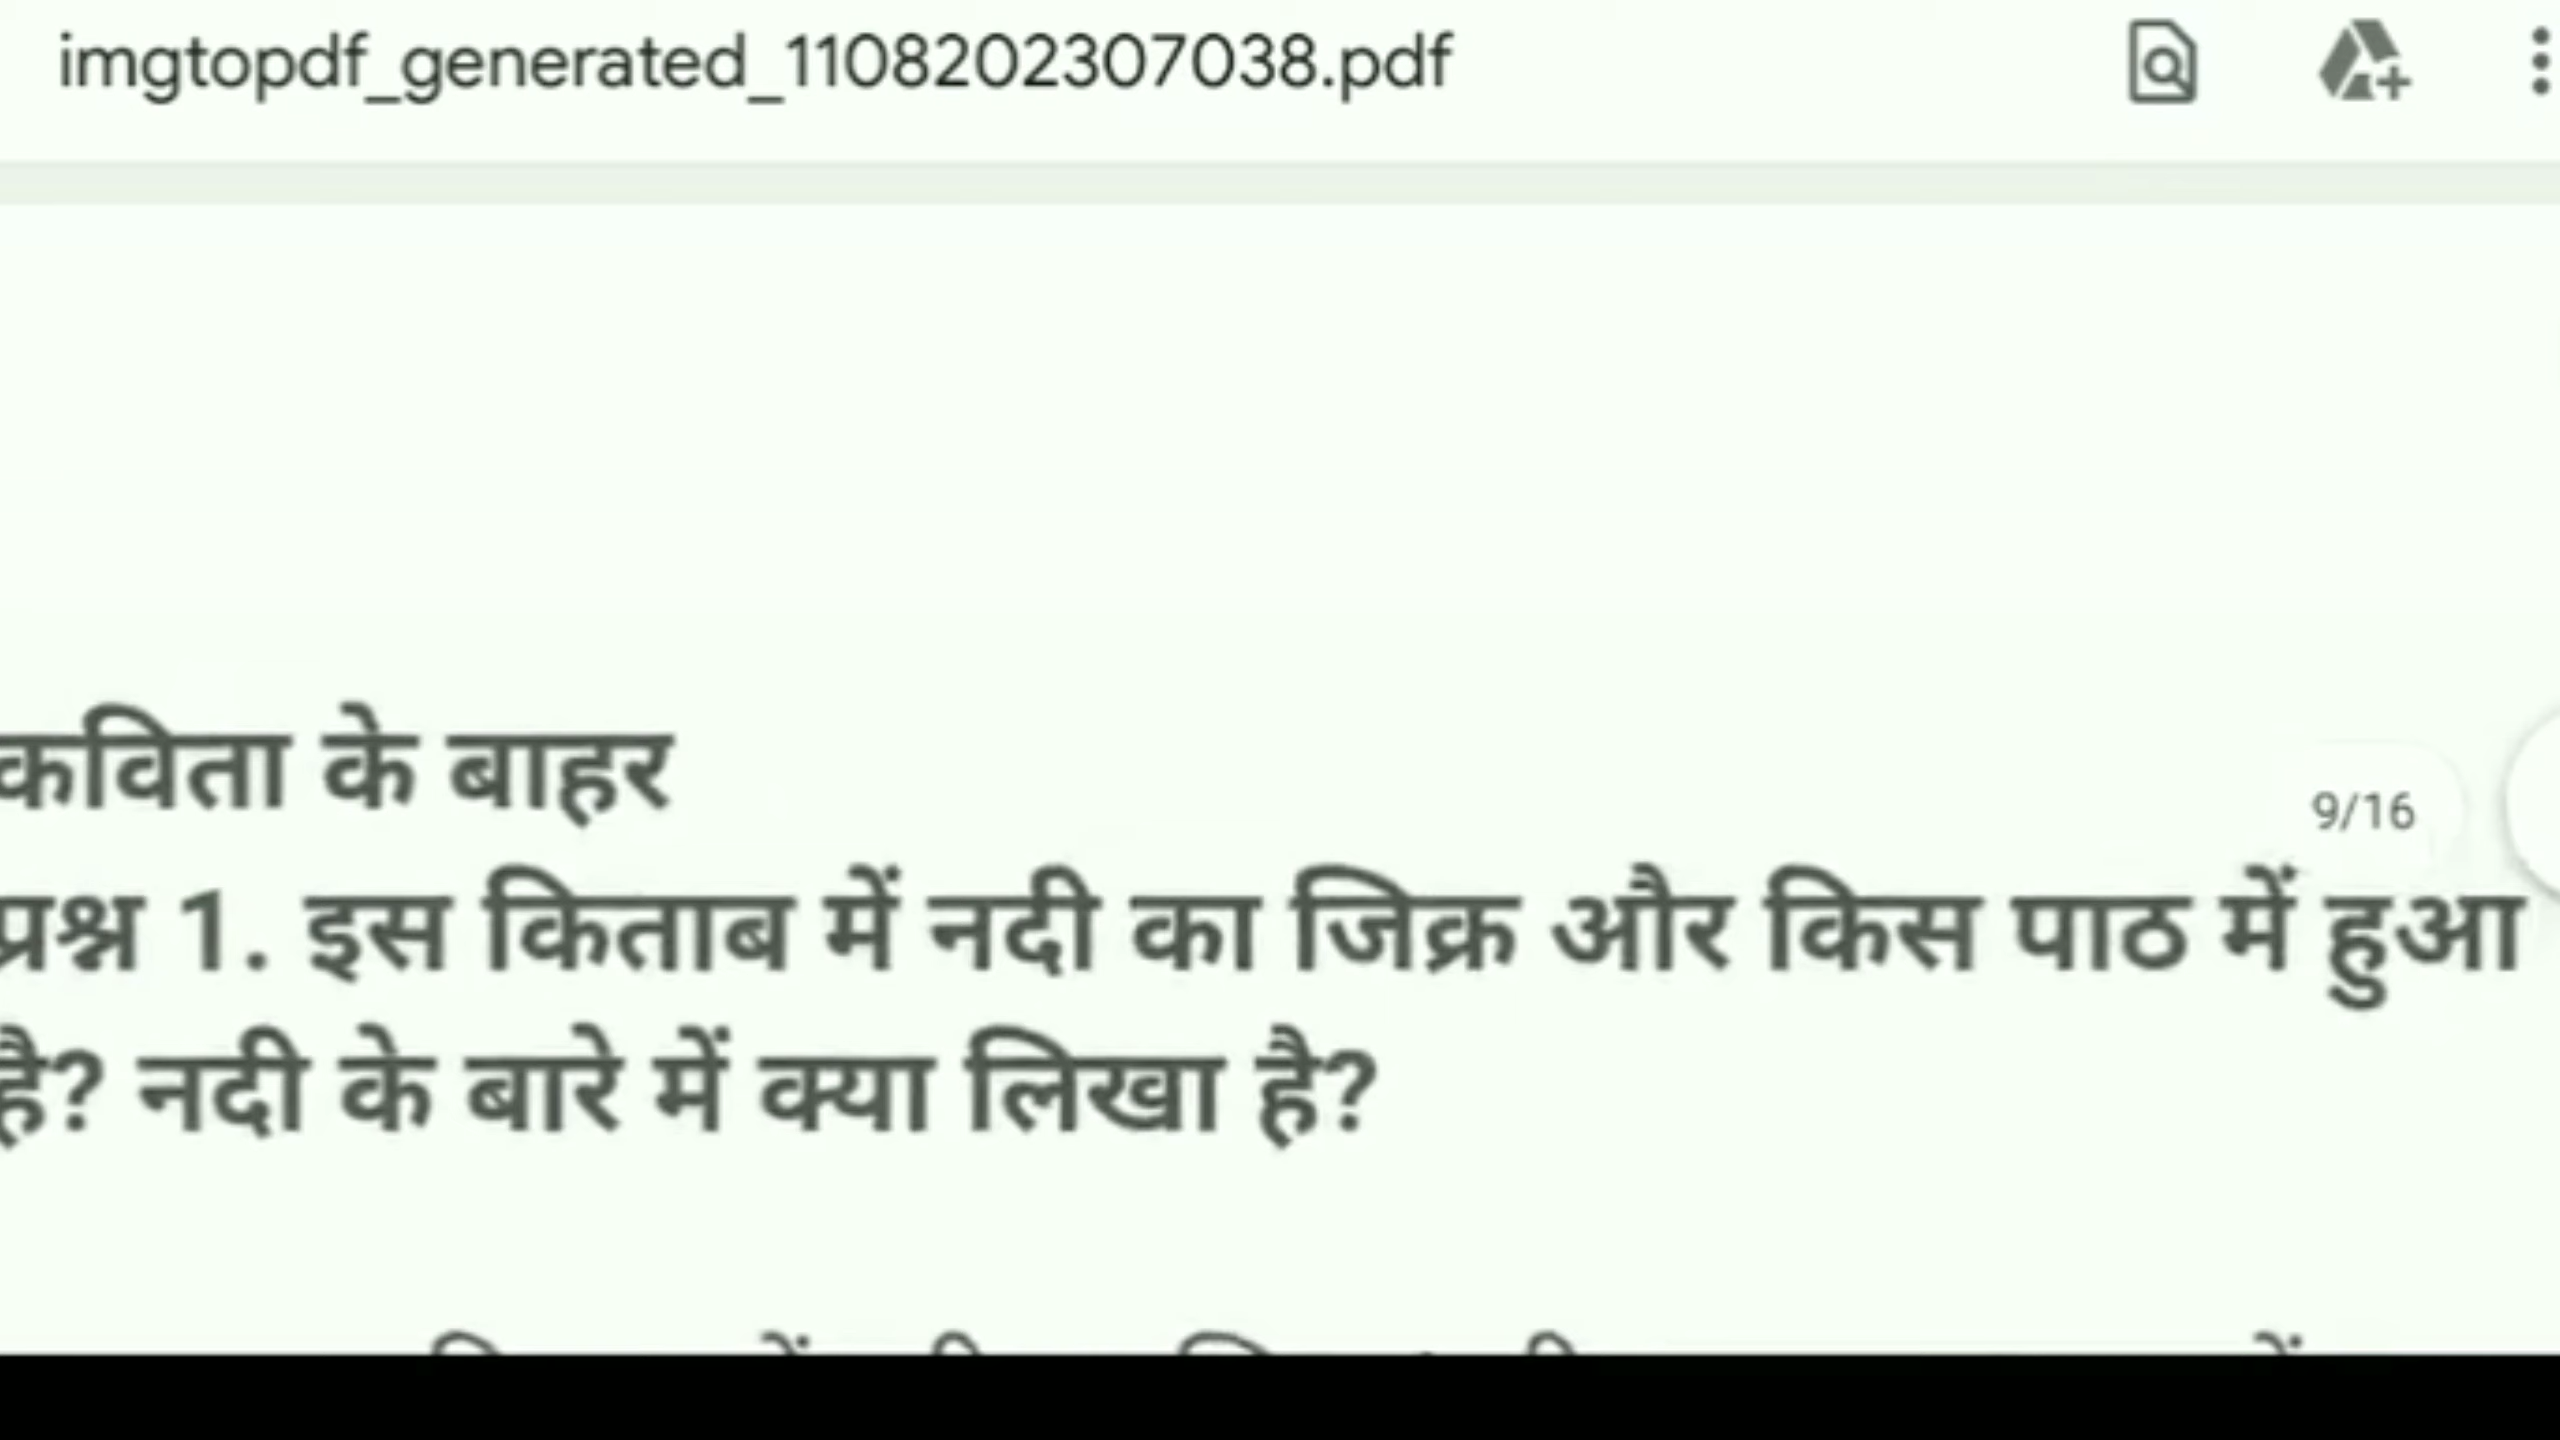 imgtopdf_generated_1108202307038.pdf
कविता के बाहर
9/16
प्रश्न 1. इस किताब में नदी का जिक्र और किस पाठ में हुआ
है? नदी के बारे में क्या लिखा है?